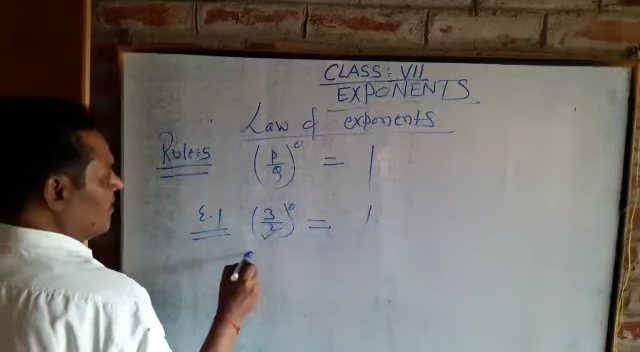 CLASS: VII
EXPONENTS
Law of exponents
Rule:5 (P/Q)⁰ = 1
E.1 (3/2)⁰ = 1